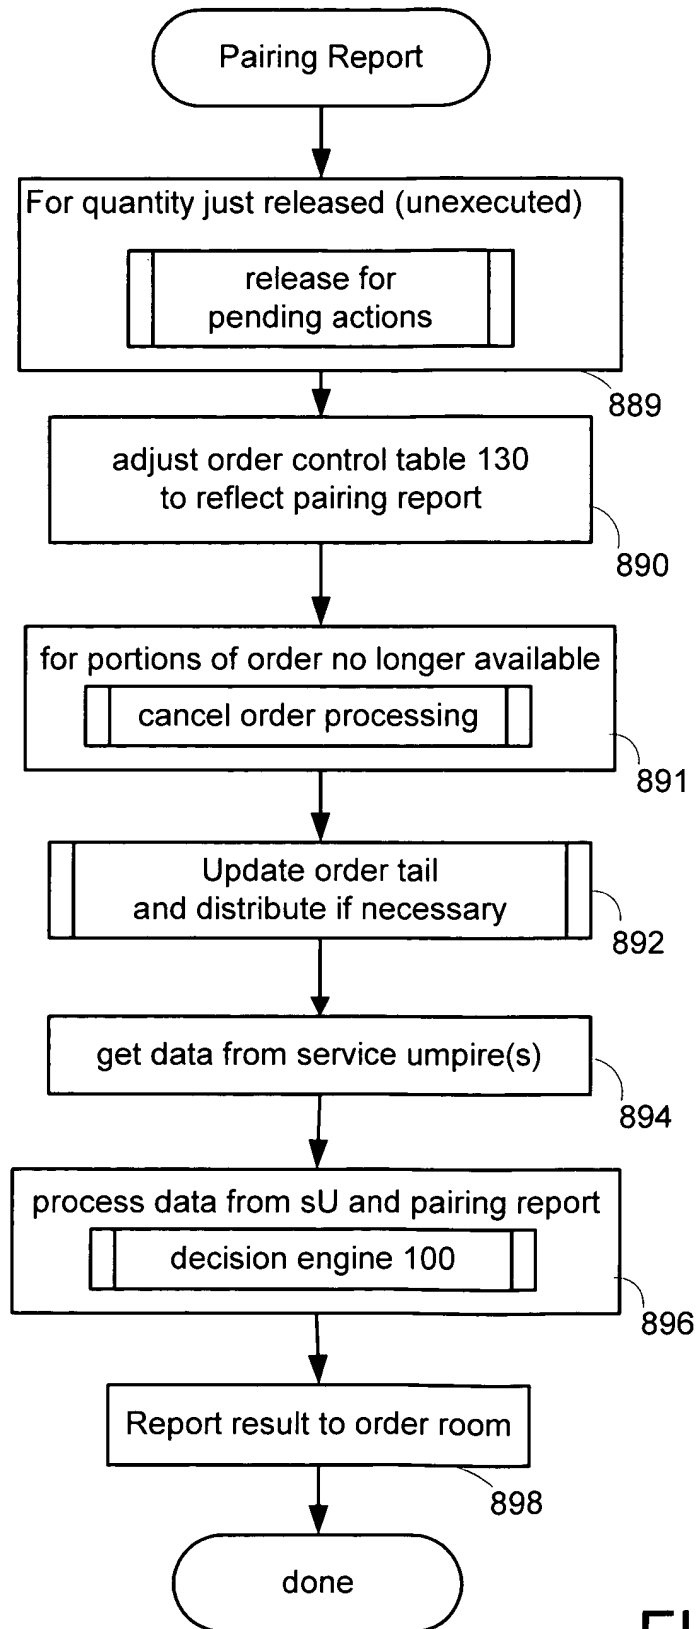 Pairing Report
For quantity just released (unexecuted)
release for
pending actions
889
adjust order control table 130
to reflect pairing report
890
for portions of order no longer available
cancel order processing
891
Update order tail
and distribute if necessary
892
get data from service umpire(s)
894
process data from sU and pairing report
decision engine 100
896
Report result to order room
898
done